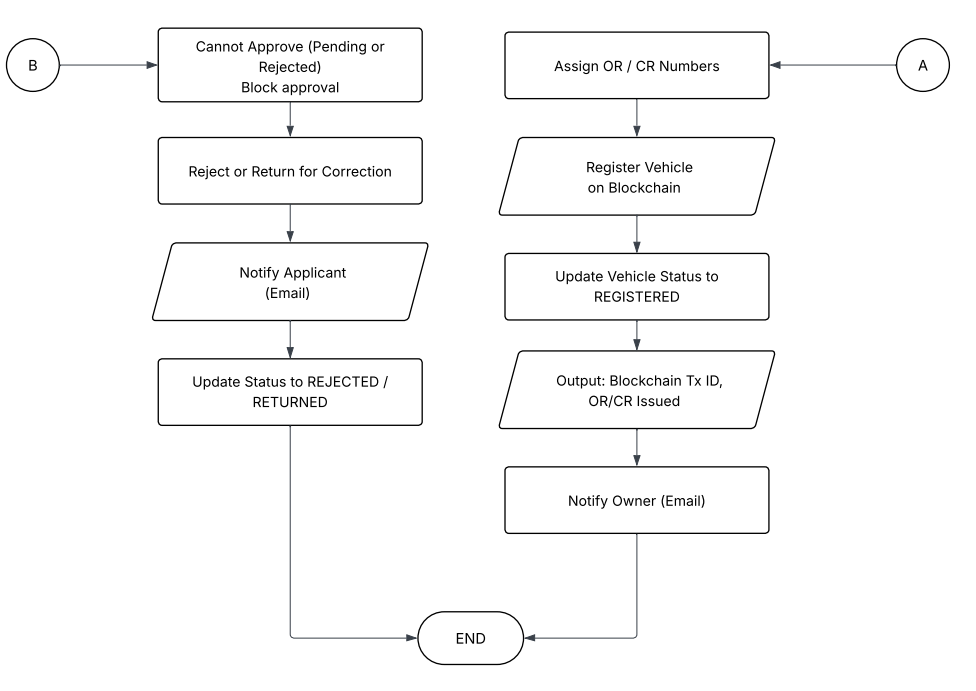 B
Cannot Approve (Pending or
Rejected)
Block approval
Reject or Return for Correction
Notify Applicant
(Email)
Update Status to REJECTED /
RETURNED
A
Assign OR / CR Numbers
Register Vehicle
on Blockchain
Update Vehicle Status to
REGISTERED
Output: Blockchain Tx ID,
OR/CR Issued
Notify Owner (Email)
END